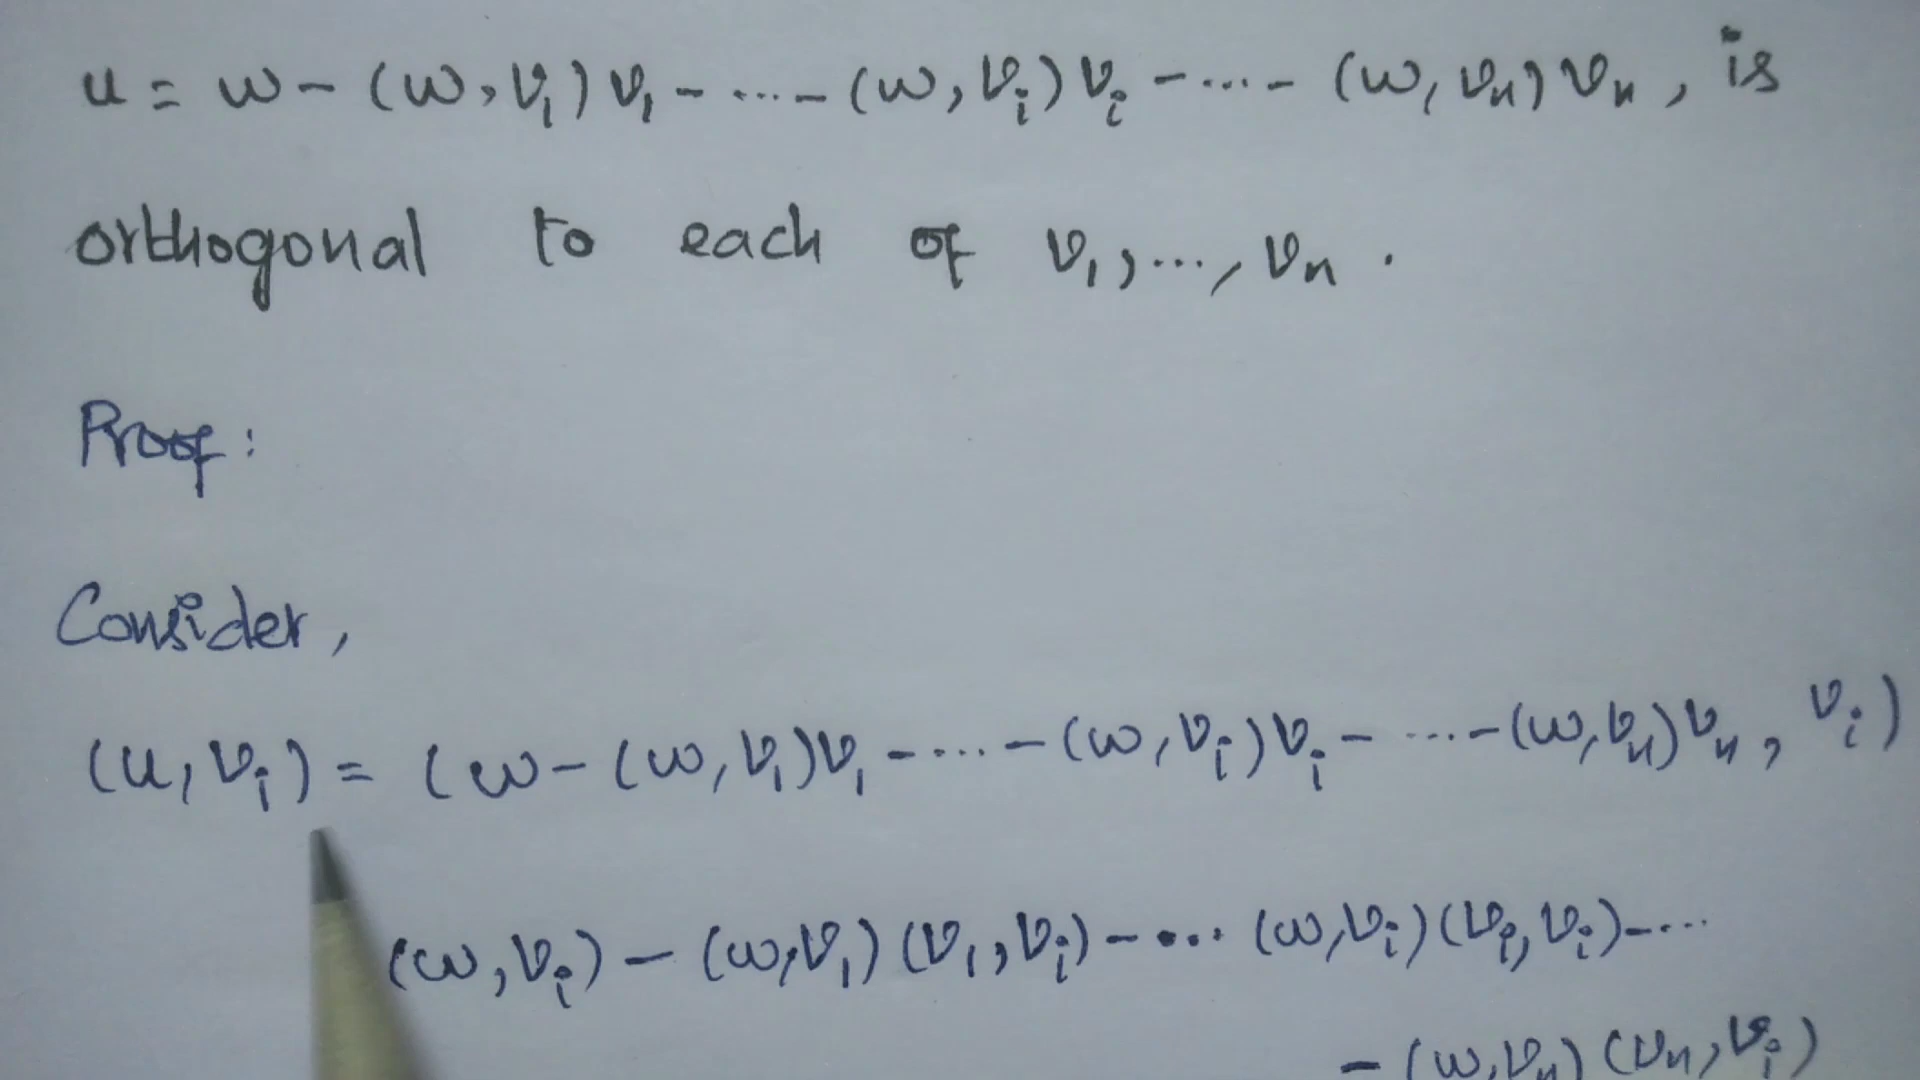 u = w - (w, v₁) v₁ - .... - (w, vᵢ) vᵢ - .... - (w, vₙ) vₙ , is
orthogonal to each of v₁, ..., vₙ .
Proof :
Consider,
(u, vᵢ) = (w - (w, v₁) v₁ - .... - (w, vᵢ) vᵢ - ... - (w, vₙ) vₙ , vᵢ)
(w, vᵢ) - (w, v₁) (v₁, vᵢ) - ... (w, vᵢ) (vᵢ, vᵢ) - ...
- (w, vₙ) (vₙ, vᵢ)